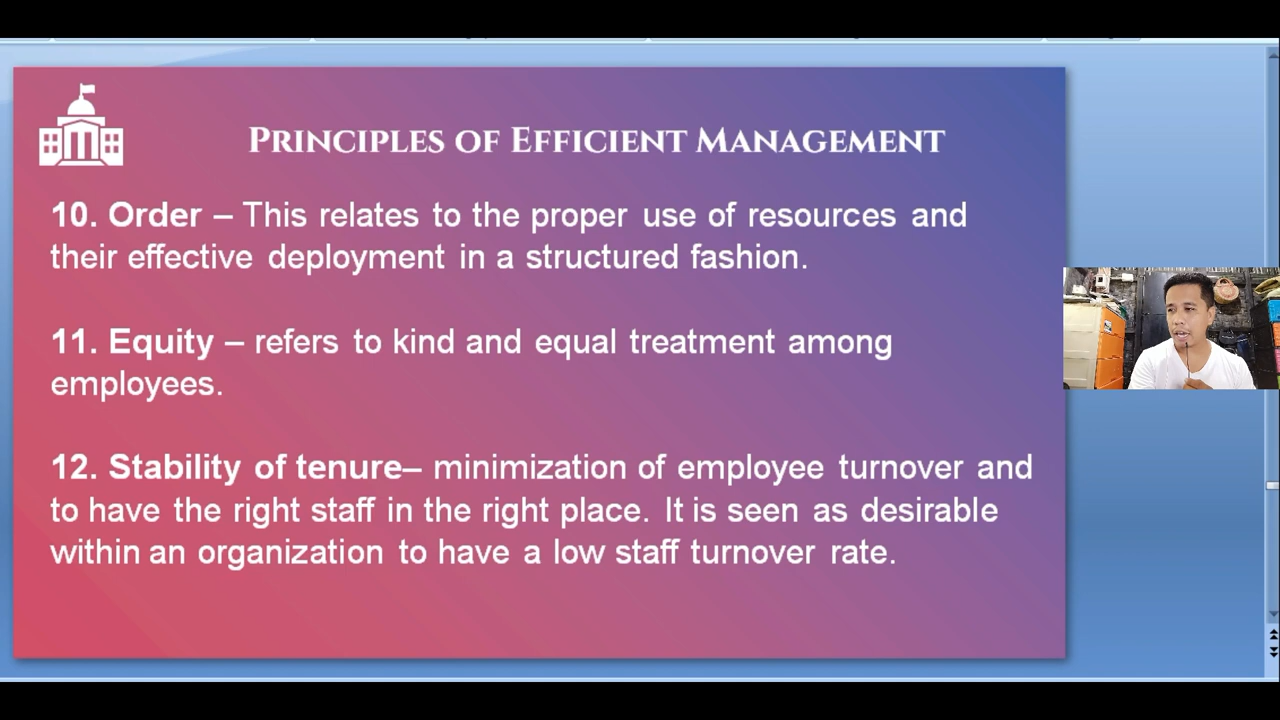 PRINCIPLES OF EFFICIENT MANAGEMENT
10. Order – This relates to the proper use of resources and
their effective deployment in a structured fashion.
11. Equity – refers to kind and equal treatment among
employees.
12. Stability of tenure– minimization of employee turnover and
to have the right staff in the right place. It is seen as desirable
within an organization to have a low staff turnover rate.